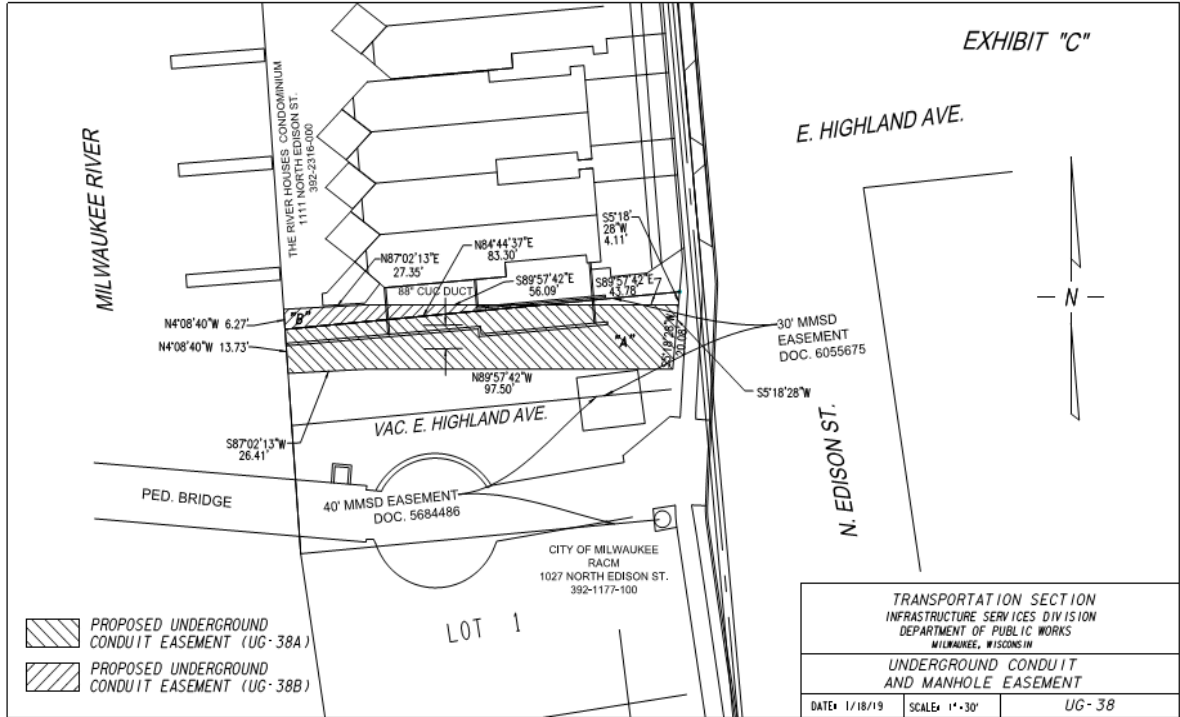 EXHIBIT "C"
E. HIGHLAND AVE.
MILWAUKEE RIVER
THE RIVER HOUSES CONDOMINIUM
1111 NORTH EDISON ST.
392-2316-000
S5°18'
28"W
4.11'
N84°44'37"E
83.30'
N87°02'13"E
27.35'
S89°57'42"E
56.09'
S89°57'42"E
43.78'
88" CUC DUCT
N4°08'40"W 6.27'
"B"
N4°08'40"W 13.73'
"A"
S5°18'28"W
20.08'
30' MMSD
EASEMENT
DOC. 6055675
N
N89°57'42"W
97.50'
S5°18'28"W
VAC. E. HIGHLAND AVE.
S87°02'13"W
26.41'
N. EDISON ST.
PED. BRIDGE
40' MMSD EASEMENT
DOC. 5684486
CITY OF MILWAUKEE
RACM
1027 NORTH EDISON ST.
392-1177-100
LOT 1
PROPOSED UNDERGROUND
CONDUIT EASEMENT (UG-38A)
PROPOSED UNDERGROUND
CONDUIT EASEMENT (UG-38B)
TRANSPORTATION SECTION
INFRASTRUCTURE SERVICES DIVISION
DEPARTMENT OF PUBLIC WORKS
MILWAUKEE, WISCONSIN
UNDERGROUND CONDUIT
AND MANHOLE EASEMENT
DATE: 1/18/19 SCALE: 1"=30' UG-38